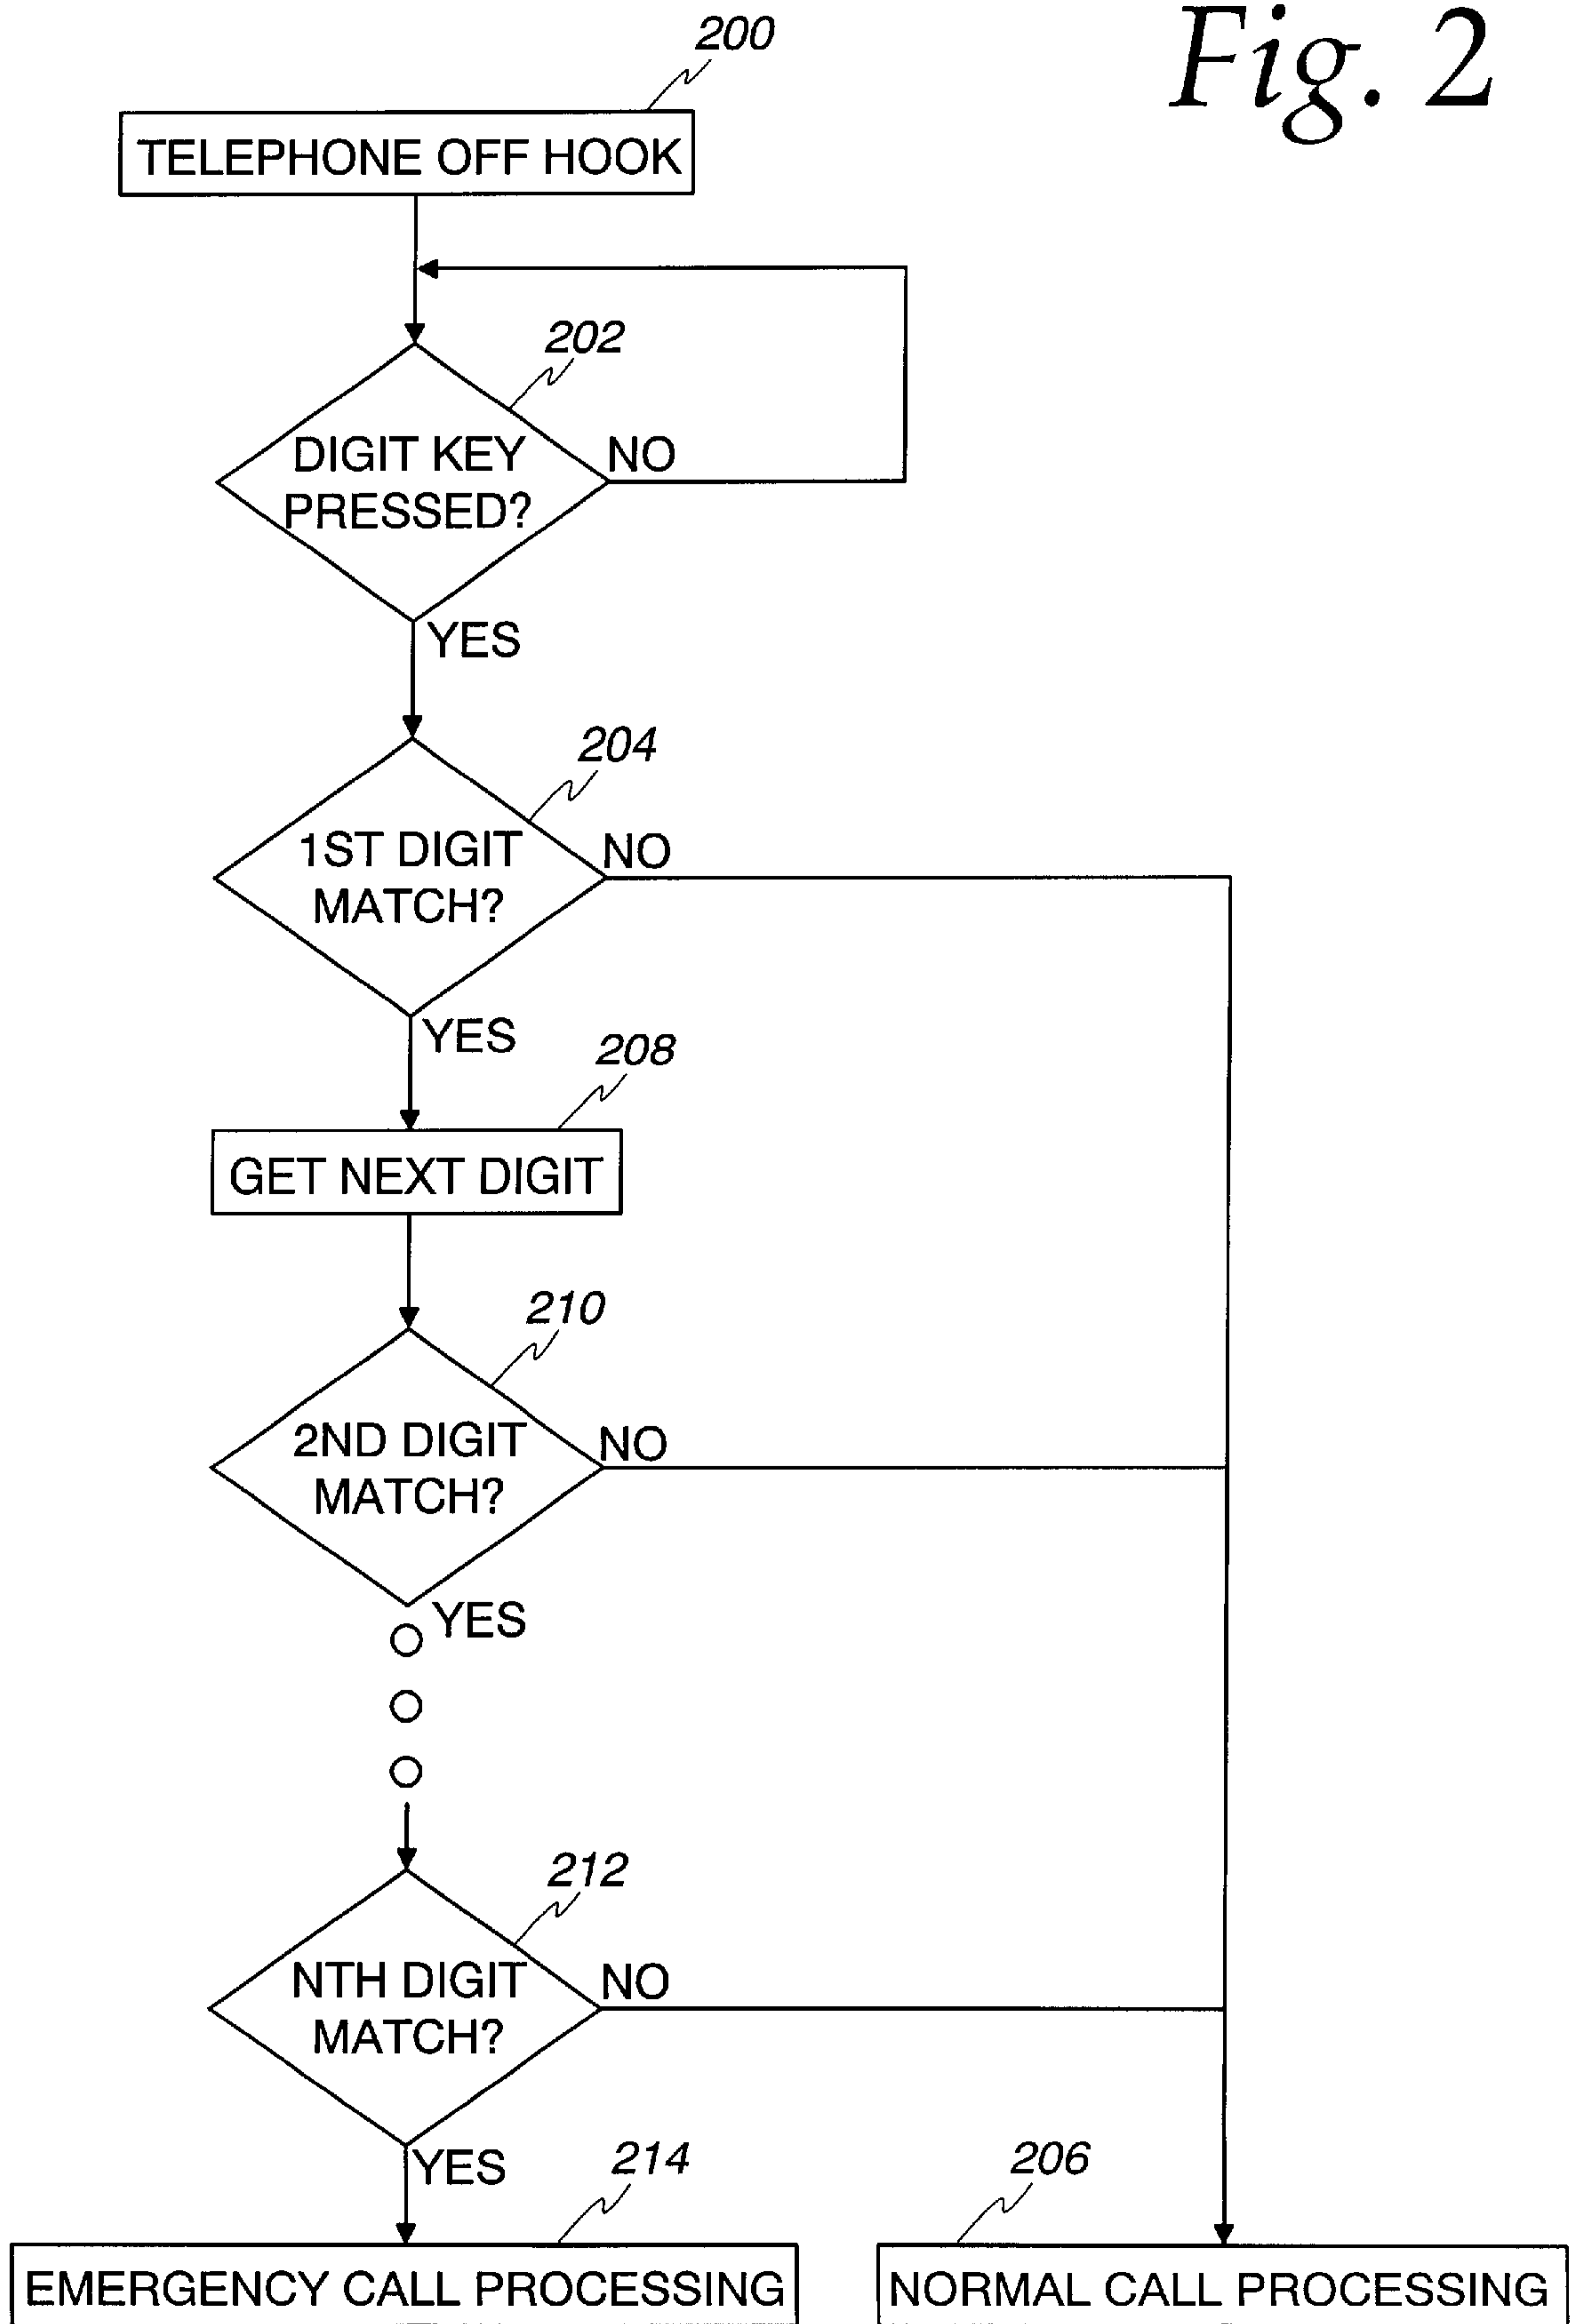 Fig. 2
200
TELEPHONE OFF HOOK
202
DIGIT KEY
PRESSED?
NO
YES
204
1ST DIGIT
MATCH?
NO
YES
208
GET NEXT DIGIT
210
2ND DIGIT
MATCH?
NO
YES
212
NTH DIGIT
MATCH?
NO
YES
214
206
EMERGENCY CALL PROCESSING
NORMAL CALL PROCESSING